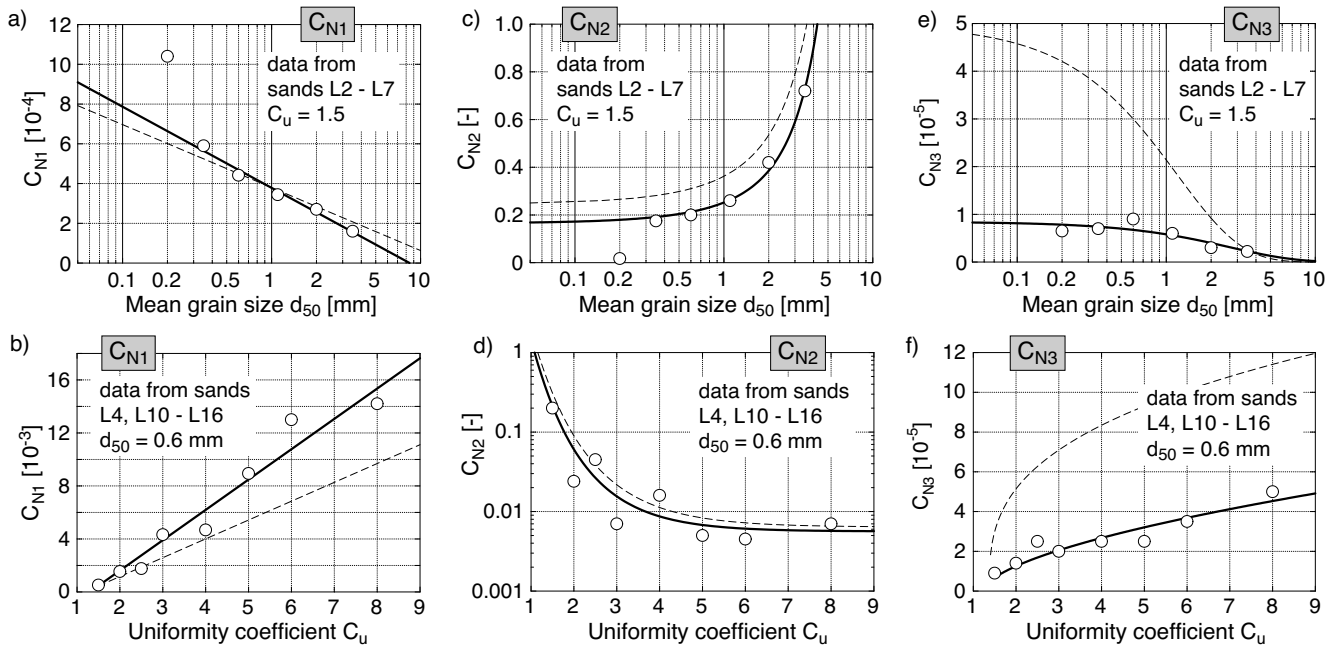 a)
C_N1
12
10
8
6
4
2
0
C_N1 [10^-4]
data from
sands L2 - L7
C_u = 1.5
0.1 0.2 0.5 1 2 5 10
Mean grain size d_50 [mm]
c)
C_N2
1.0
0.8
0.6
0.4
0.2
0
C_N2 [-]
data from
sands L2 - L7
C_u = 1.5
0.1 0.2 0.5 1 2 5 10
Mean grain size d_50 [mm]
e)
C_N3
5
4
3
2
1
0
C_N3 [10^-5]
data from
sands L2 - L7
C_u = 1.5
0.1 0.2 0.5 1 2 5 10
Mean grain size d_50 [mm]
b)
C_N1
16
12
8
4
0
C_N1 [10^-3]
data from sands
L4, L10 - L16
d_50 = 0.6 mm
1 2 3 4 5 6 7 8 9
Uniformity coefficient C_u
d)
C_N2
1
0.1
0.01
0.001
C_N2 [-]
data from sands
L4, L10 - L16
d_50 = 0.6 mm
1 2 3 4 5 6 7 8 9
Uniformity coefficient C_u
f)
C_N3
12
10
8
6
4
2
0
C_N3 [10^-5]
data from sands
L4, L10 - L16
d_50 = 0.6 mm
1 2 3 4 5 6 7 8 9
Uniformity coefficient C_u